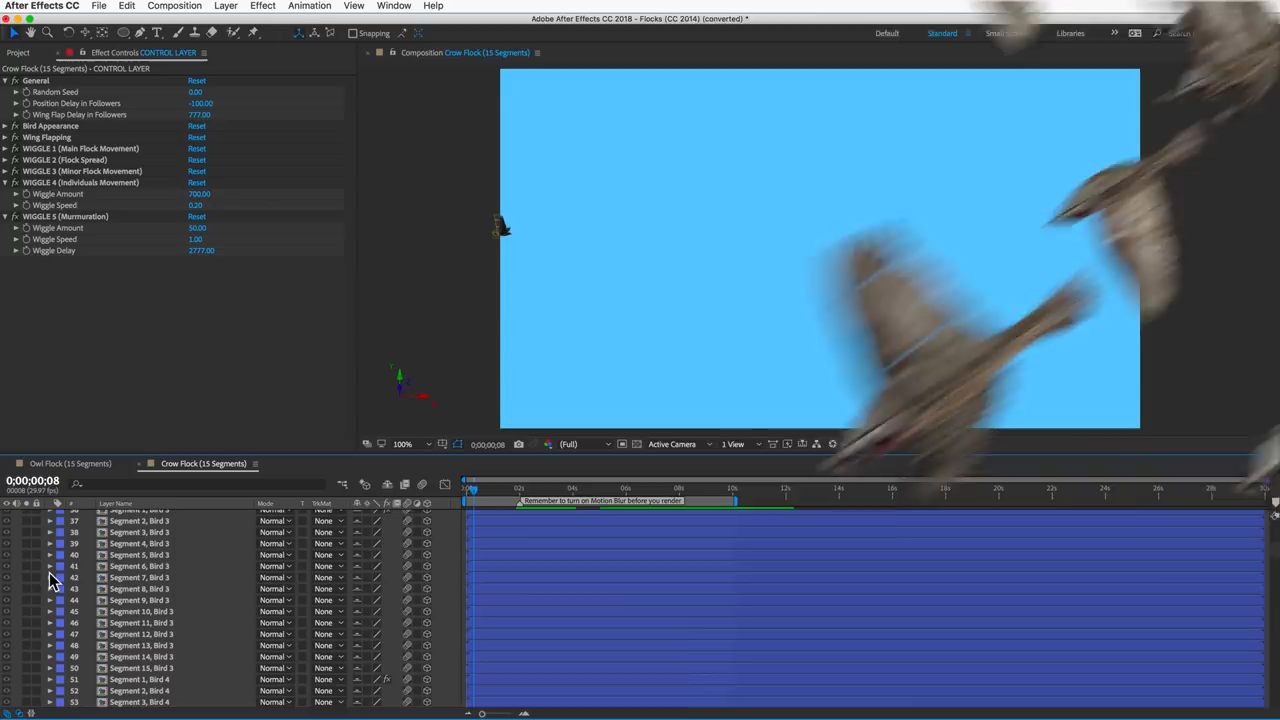 After Effects CC File Edit Composition Layer Effect Animation View Window Help
Adobe After Effects CC 2018 - Flocks (CC 2014) (converted) *
Snapping Default Standard Libraries
Project Effect Controls CONTROL LAYER Composition Crow Flock (15 Segments)
Crow Flock (15 Segments) • CONTROL LAYER
General Reset
Random Seed 0.00
Position Delay in Followers -100.00
Wing Flap Delay in Followers 777.00
Bird Appearance Reset
Wing Flapping Reset
WIGGLE 1 (Main Flock Movement) Reset
WIGGLE 2 (Flock Spread) Reset
WIGGLE 3 (Minor Flock Movement) Reset
WIGGLE 4 (Individuals Movement) Reset
Wiggle Amount 700.00
Wiggle Speed 0.20
WIGGLE 5 (Murmuration) Reset
Wiggle Amount 50.00
Wiggle Speed 1.00
Wiggle Delay 2777.00
100% 0;00;00;08 (Full) Active Camera 1 View
Owl Flock (15 Segments) Crow Flock (15 Segments)
0;00;00;08
00008 (29.97 fps)
02s 04s 06s 08s 10s 12s 14s 16s 18s 20s 22s 24s 26s 28s 30s
Remember to turn on Motion Blur before you render
# Layer Name Mode T TrkMat
36 Segment 1, Bird 3 Normal None
37 Segment 2, Bird 3 Normal None
38 Segment 3, Bird 3 Normal None
39 Segment 4, Bird 3 Normal None
40 Segment 5, Bird 3 Normal None
41 Segment 6, Bird 3 Normal None
42 Segment 7, Bird 3 Normal None
43 Segment 8, Bird 3 Normal None
44 Segment 9, Bird 3 Normal None
45 Segment 10, Bird 3 Normal None
46 Segment 11, Bird 3 Normal None
47 Segment 12, Bird 3 Normal None
48 Segment 13, Bird 3 Normal None
49 Segment 14, Bird 3 Normal None
50 Segment 15, Bird 3 Normal None
51 Segment 1, Bird 4 Normal None
52 Segment 2, Bird 4 Normal None
53 Segment 3, Bird 4 Normal None